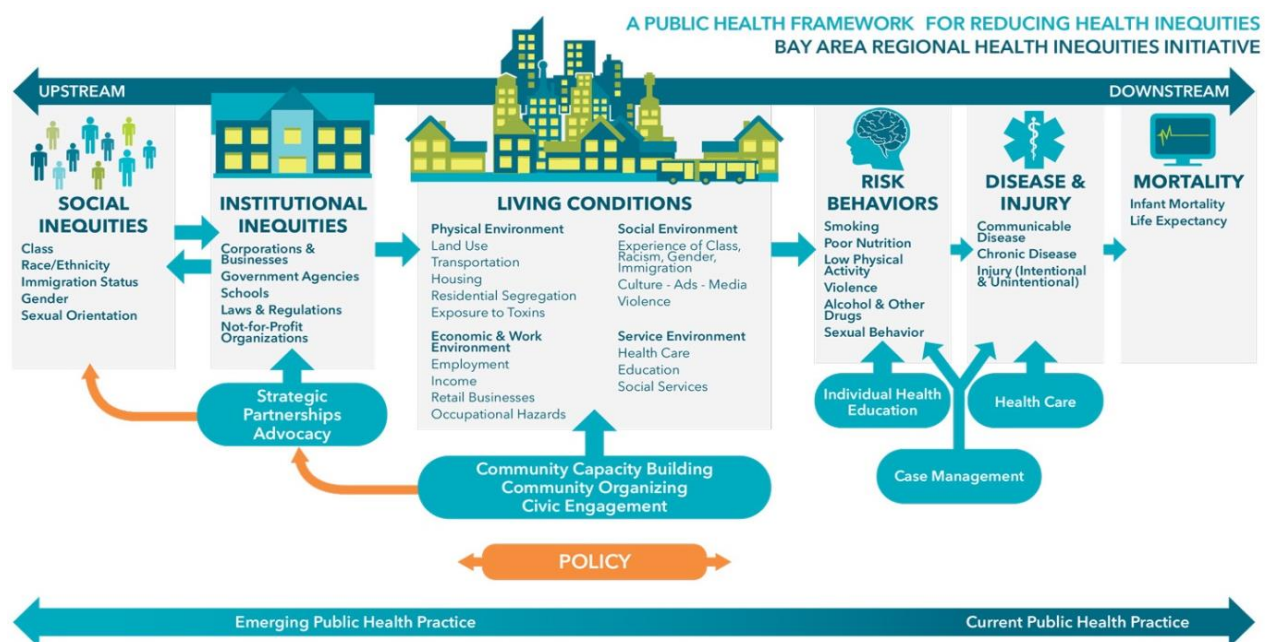 A PUBLIC HEALTH FRAMEWORK FOR REDUCING HEALTH INEQUITIES
BAY AREA REGIONAL HEALTH INEQUITIES INITIATIVE
UPSTREAM
DOWNSTREAM
SOCIAL
INEQUITIES
Class
Race/Ethnicity
Immigration Status
Gender
Sexual Orientation
INSTITUTIONAL
INEQUITIES
Corporations &
Businesses
Government Agencies
Schools
Laws & Regulations
Not-for-Profit
Organizations
LIVING CONDITIONS
Physical Environment
Land Use
Transportation
Housing
Residential Segregation
Exposure to Toxins
Economic & Work
Environment
Employment
Income
Retail Businesses
Occupational Hazards
Social Environment
Experience of Class,
Racism, Gender,
Immigration
Culture - Ads - Media
Violence
Service Environment
Health Care
Education
Social Services
RISK
BEHAVIORS
Smoking
Poor Nutrition
Low Physical
Activity
Violence
Alcohol & Other
Drugs
Sexual Behavior
DISEASE &
INJURY
Communicable
Disease
Chronic Disease
Injury (Intentional
& Unintentional)
MORTALITY
Infant Mortality
Life Expectancy
Strategic
Partnerships
Advocacy
Community Capacity Building
Community Organizing
Civic Engagement
Individual Health
Education
Health Care
Case Management
POLICY
Emerging Public Health Practice
Current Public Health Practice